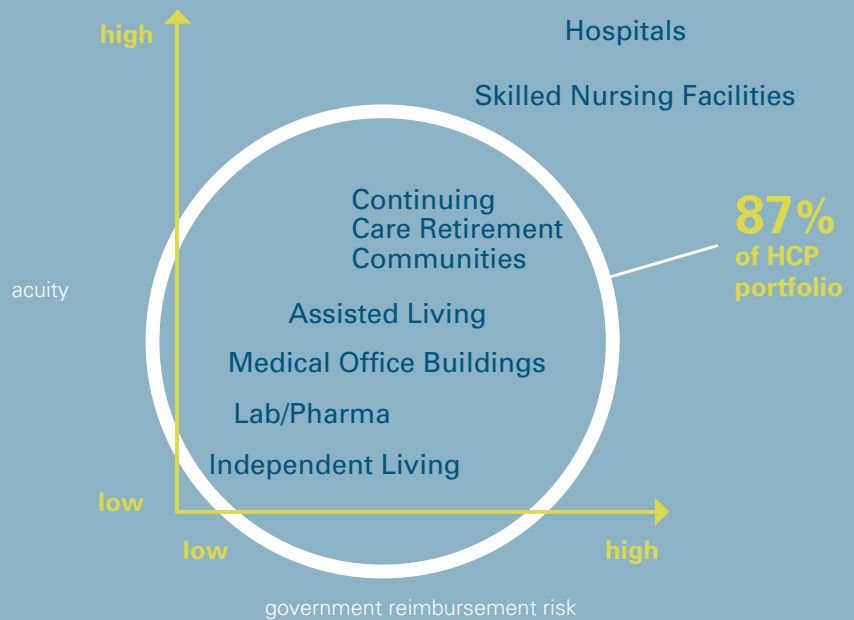 high
Hospitals
Skilled Nursing Facilities
Continuing
Care Retirement
Communities
87%
of HCP
portfolio
acuity
Assisted Living
Medical Office Buildings
Lab/Pharma
Independent Living
low
low
high
government reimbursement risk